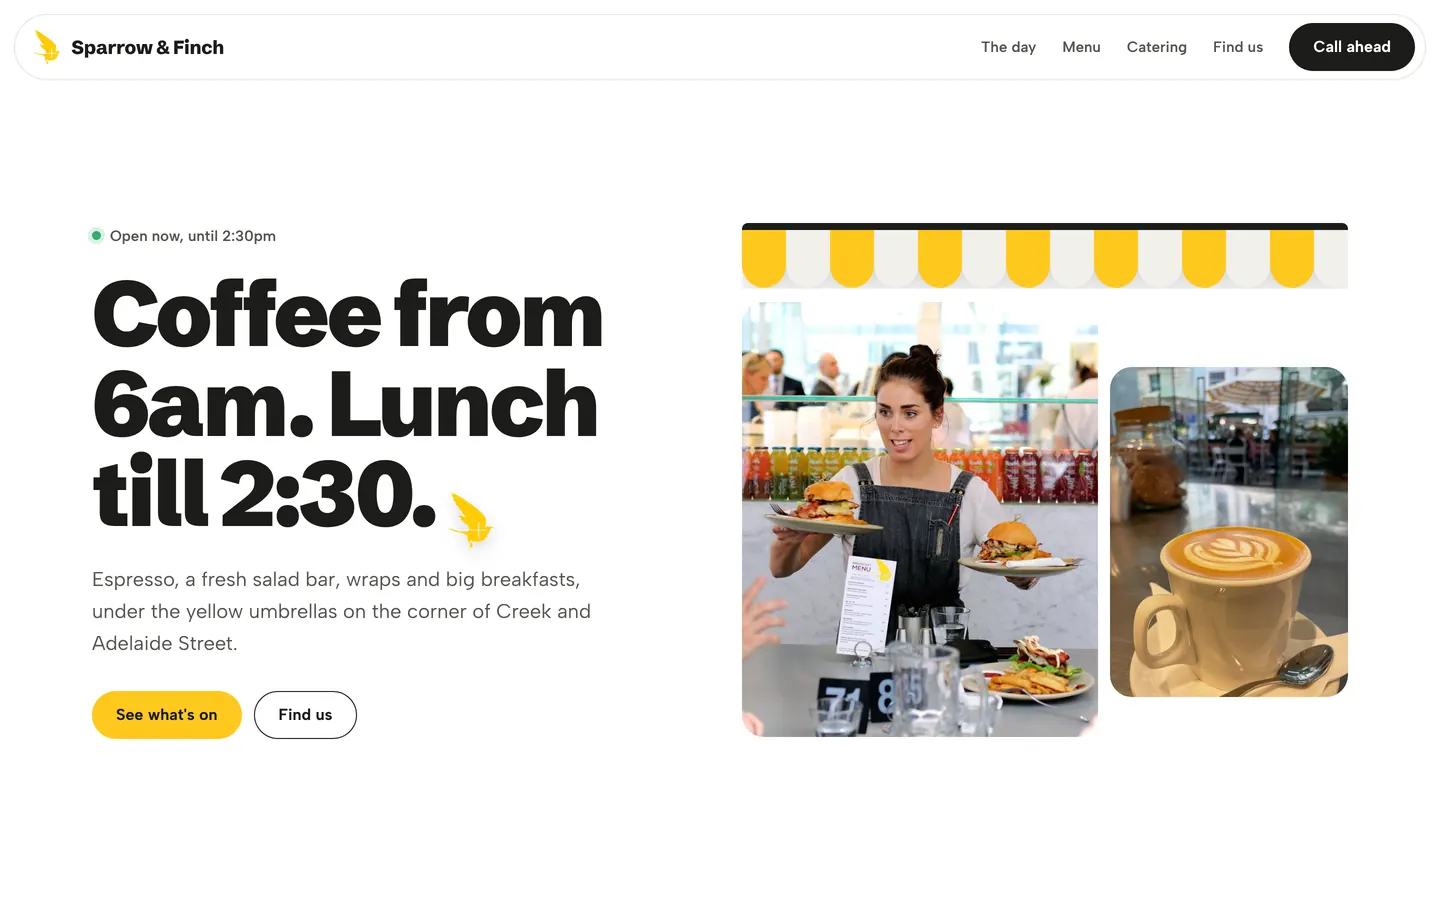 Sparrow & Finch
The day
Menu
Catering
Find us
Call ahead
Open now, until 2:30pm
Coffee from
6am. Lunch
till 2:30.
Espresso, a fresh salad bar, wraps and big breakfasts,
under the yellow umbrellas on the corner of Creek and
Adelaide Street.
See what's on
Find us
MENU
71
8